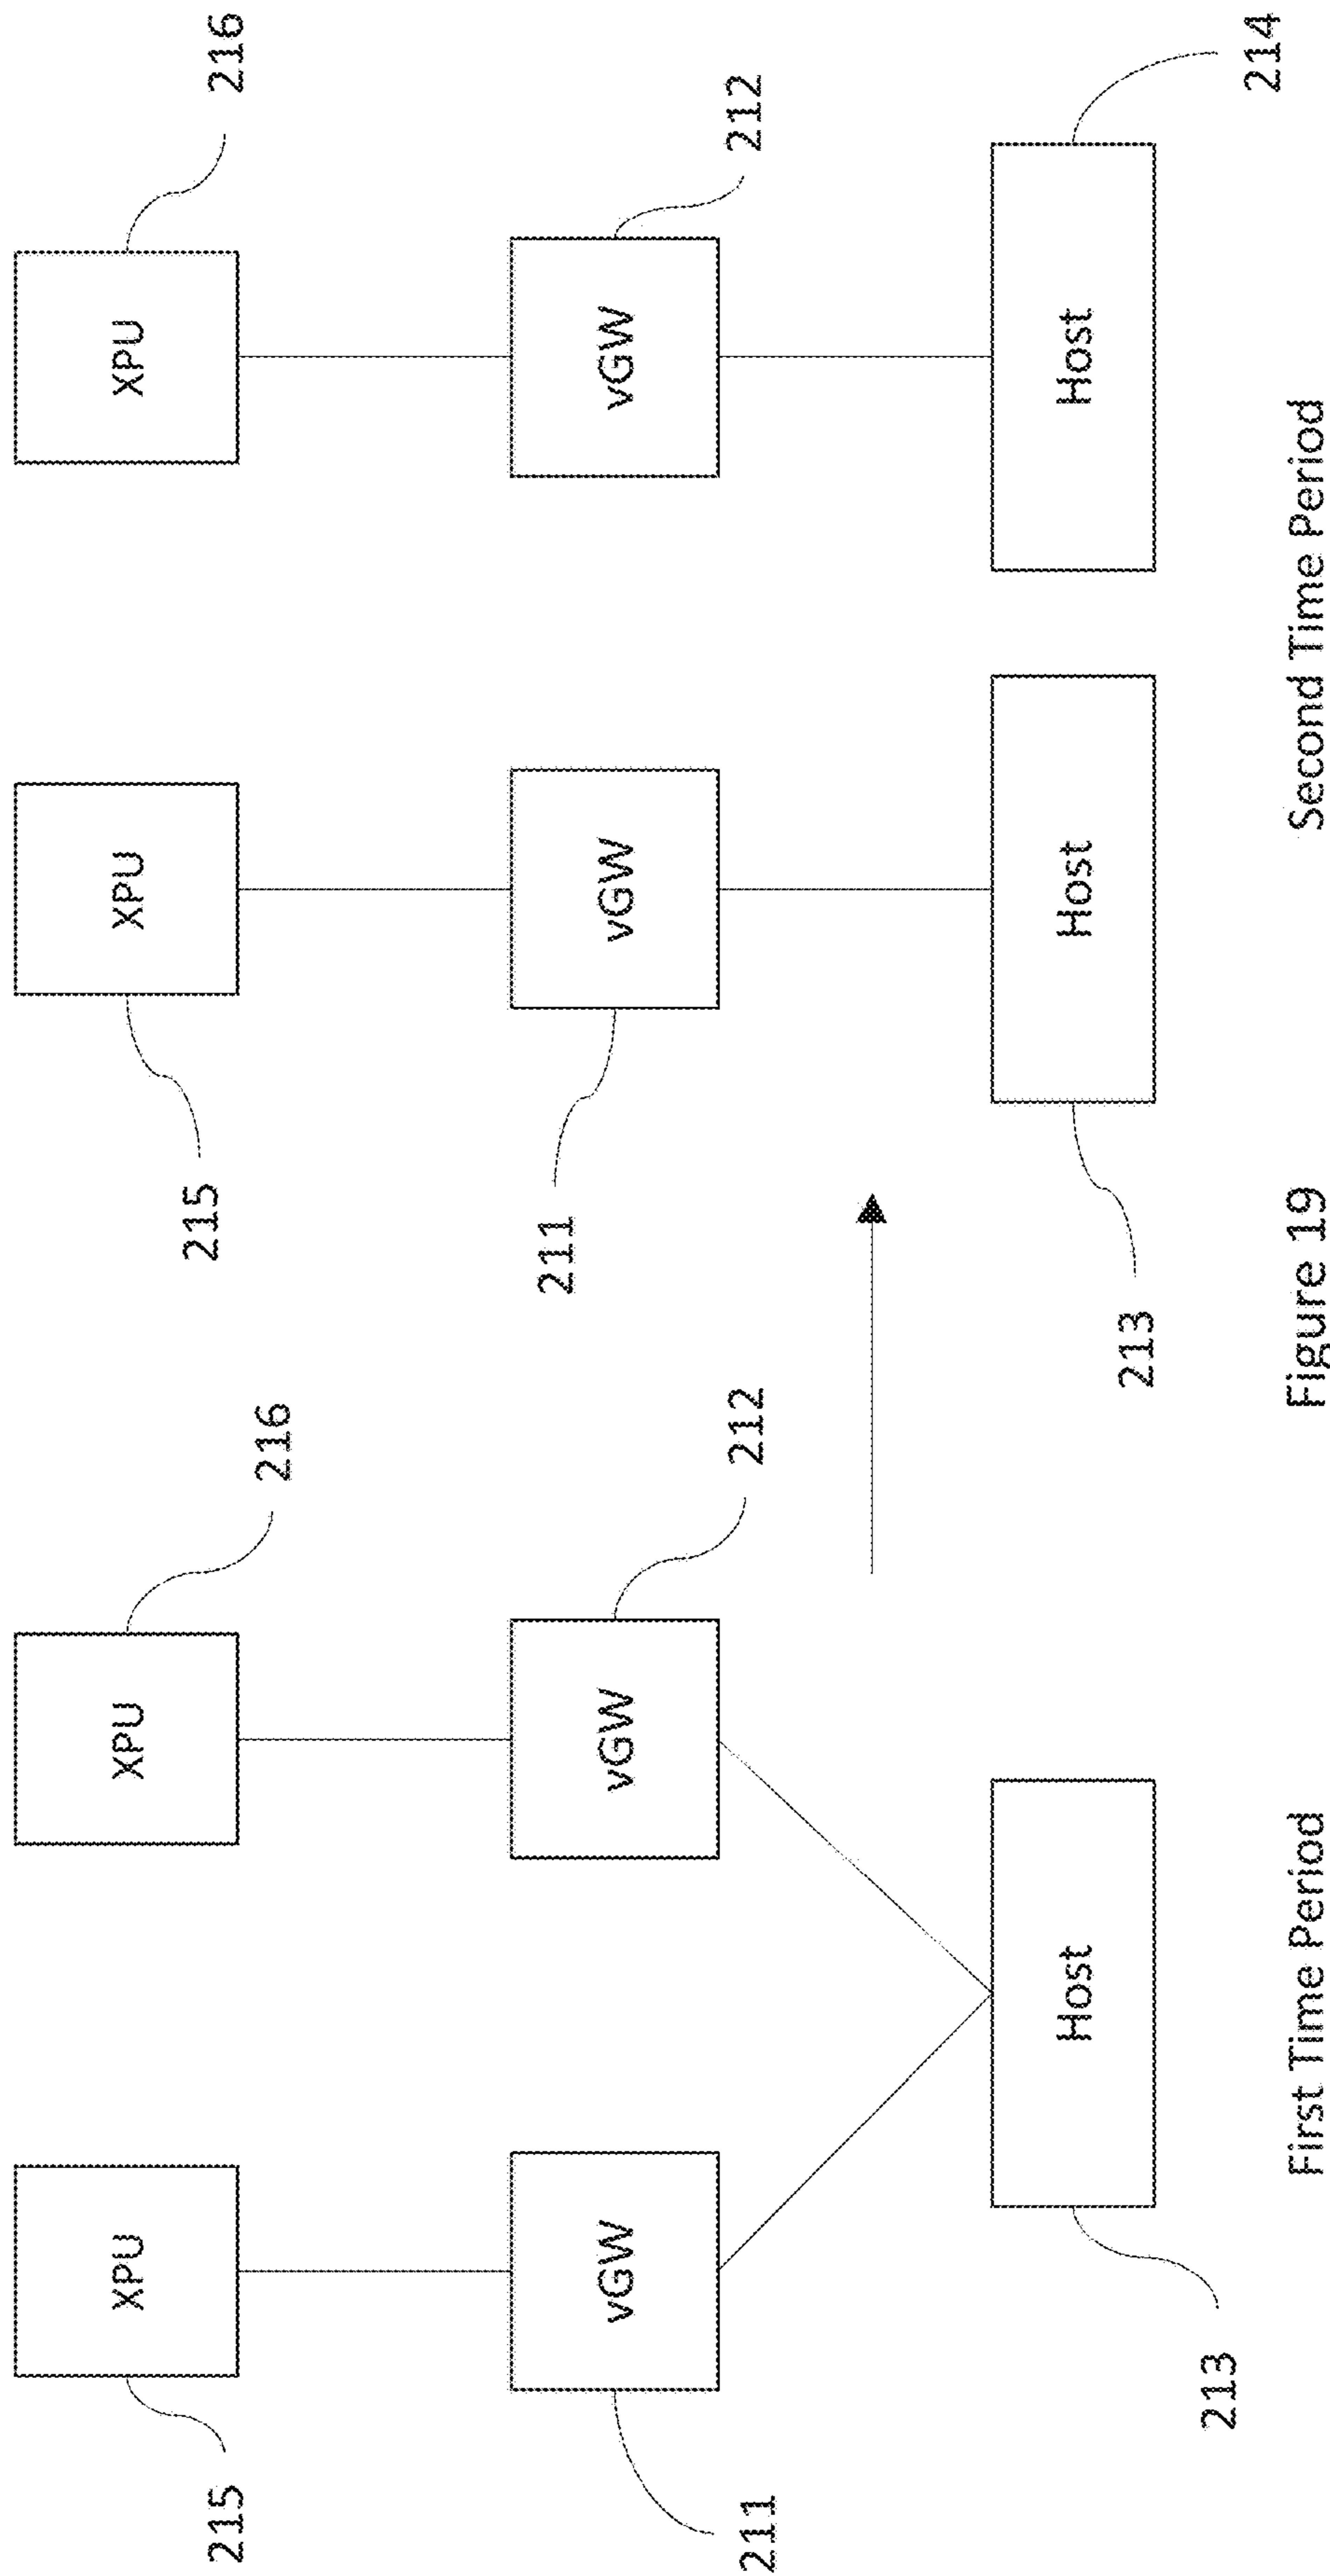 215
XPU
XPU
216
215
XPU
XPU
216
211
vGW
vGW
212
211
vGW
vGW
212
213
Host
213
Host
Host
214
First Time Period
Figure 19
Second Time Period